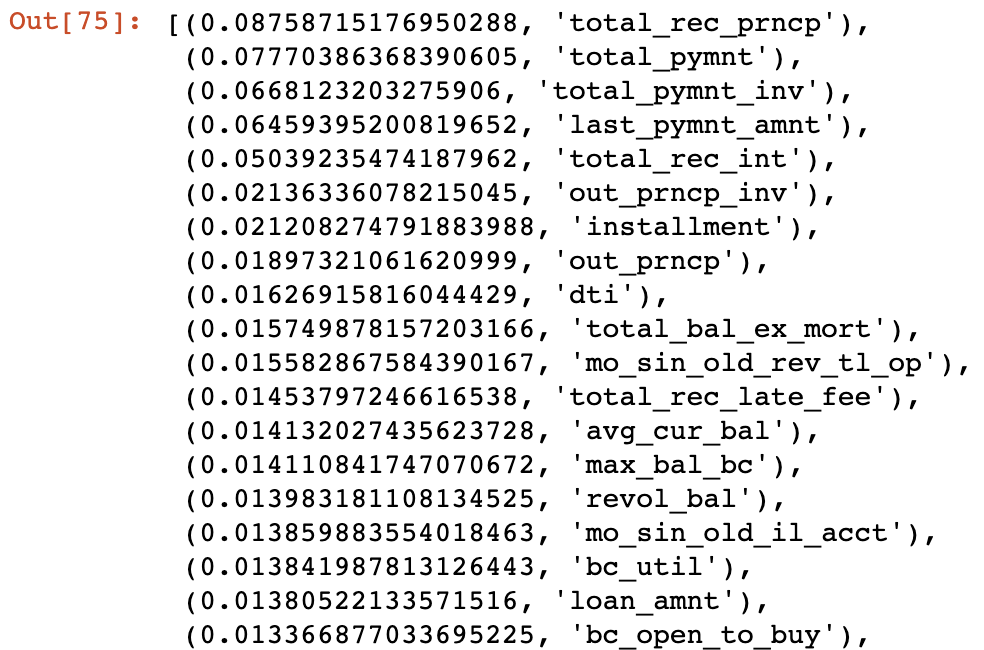 Out[75]: [(0.08758715176950288, 'total_rec_prncp'),
(0.07770386368390605, 'total_pymnt'),
(0.0668123203275906, 'total_pymnt_inv'),
(0.06459395200819652, 'last_pymnt_amnt'),
(0.05039235474187962, 'total_rec_int'),
(0.02136336078215045, 'out_prncp_inv'),
(0.021208274791883988, 'installment'),
(0.01897321061620999, 'out_prncp'),
(0.01626915816044429, 'dti'),
(0.015749878157203166, 'total_bal_ex_mort'),
(0.015582867584390167, 'mo_sin_old_rev_tl_op'),
(0.01453797246616538, 'total_rec_late_fee'),
(0.014132027435623728, 'avg_cur_bal'),
(0.014110841747070672, 'max_bal_bc'),
(0.013983181108134525, 'revol_bal'),
(0.013859883554018463, 'mo_sin_old_il_acct'),
(0.013841987813126443, 'bc_util'),
(0.01380522133571516, 'loan_amnt'),
(0.013366877033695225, 'bc_open_to_buy'),